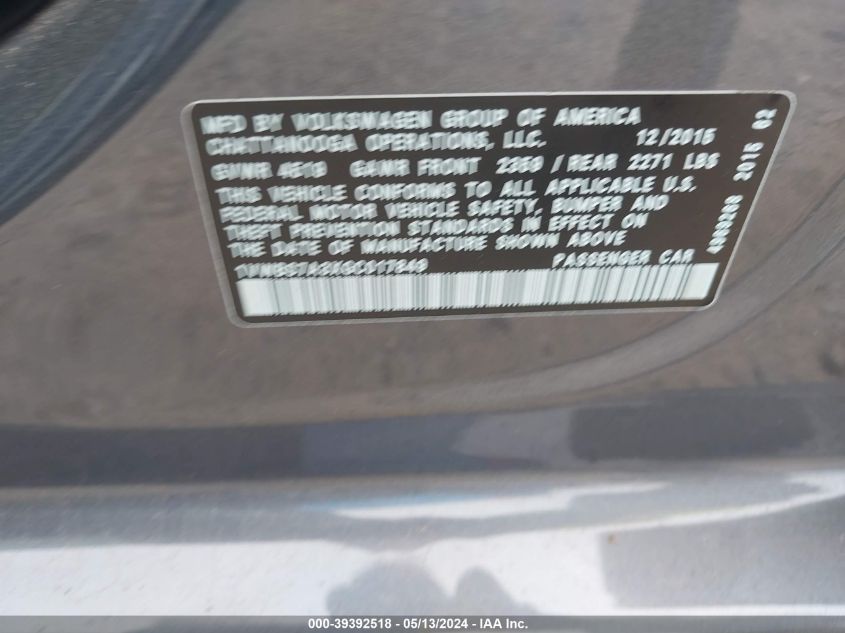 MFD BY VOLKSWAGEN GROUP OF AMERICA
CHATTANOOGA OPERATIONS, LLC. 12/2015
GVWR 4519 GAWR FRONT 2350 / REAR 2271 LBS
THIS VEHICLE CONFORMS TO ALL APPLICABLE U.S.
FEDERAL MOTOR VEHICLE SAFETY, BUMPER AND
THEFT PREVENTION STANDARDS IN EFFECT ON
THE DATE OF MANUFACTURE SHOWN ABOVE
PASSENGER CAR
2016 02
000-39392518 - 05/13/2024 - IAA Inc.